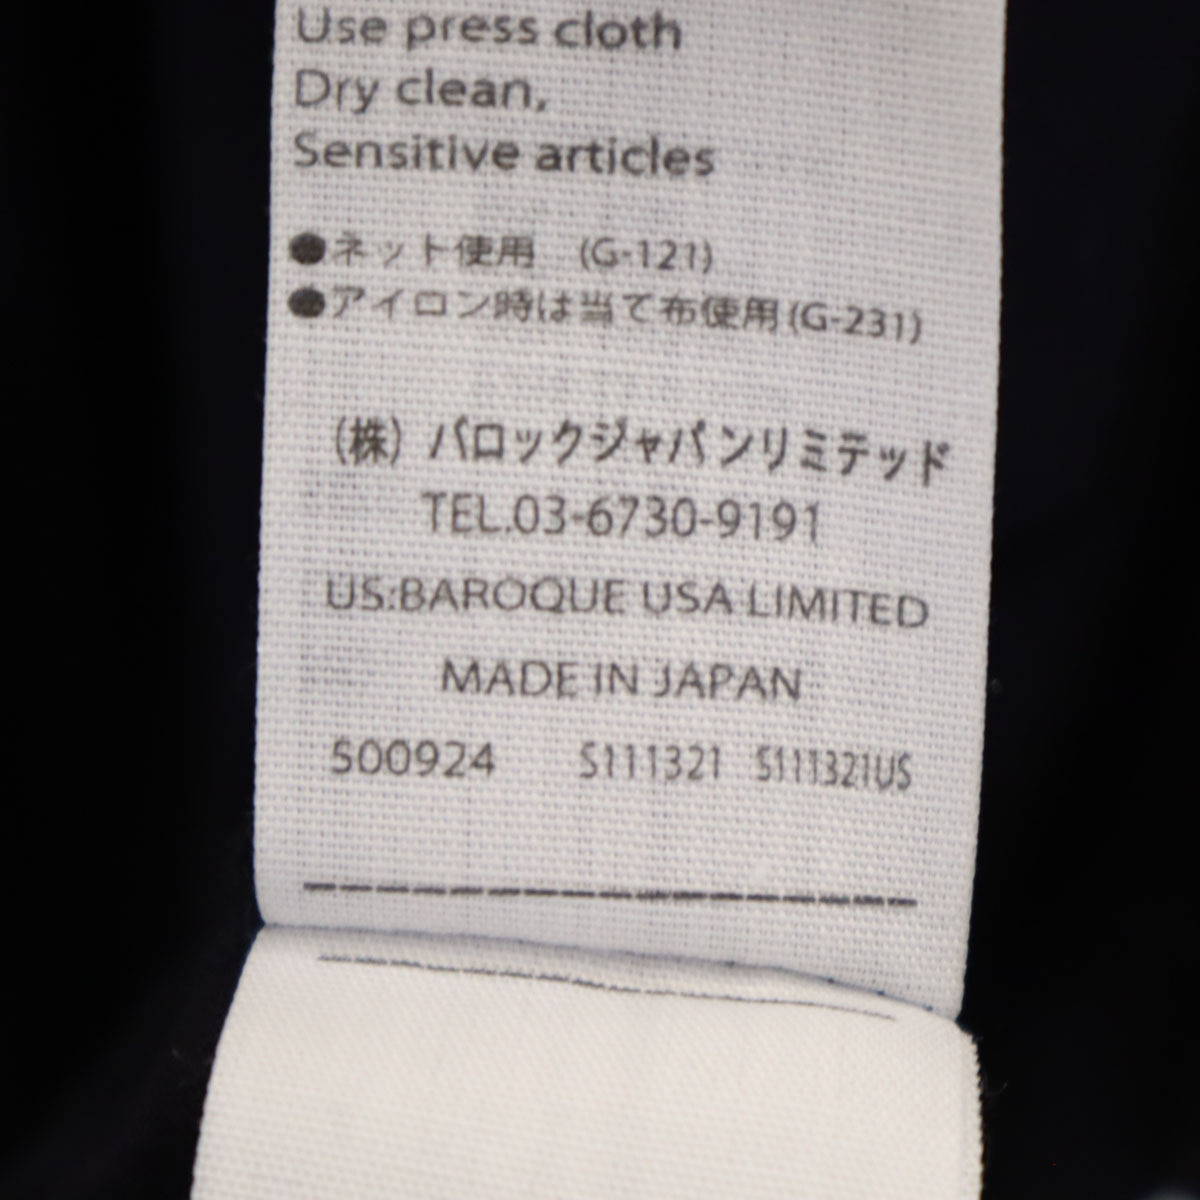 Use press cloth
Dry clean,
Sensitive articles
●ネット使用 (G-121)
●アイロン時は当て布使用(G-231)
(株) バロックジャパンリミテッド
TEL.03-6730-9191
US:BAROQUE USA LIMITED
MADE IN JAPAN
500924 S111321 S111321US